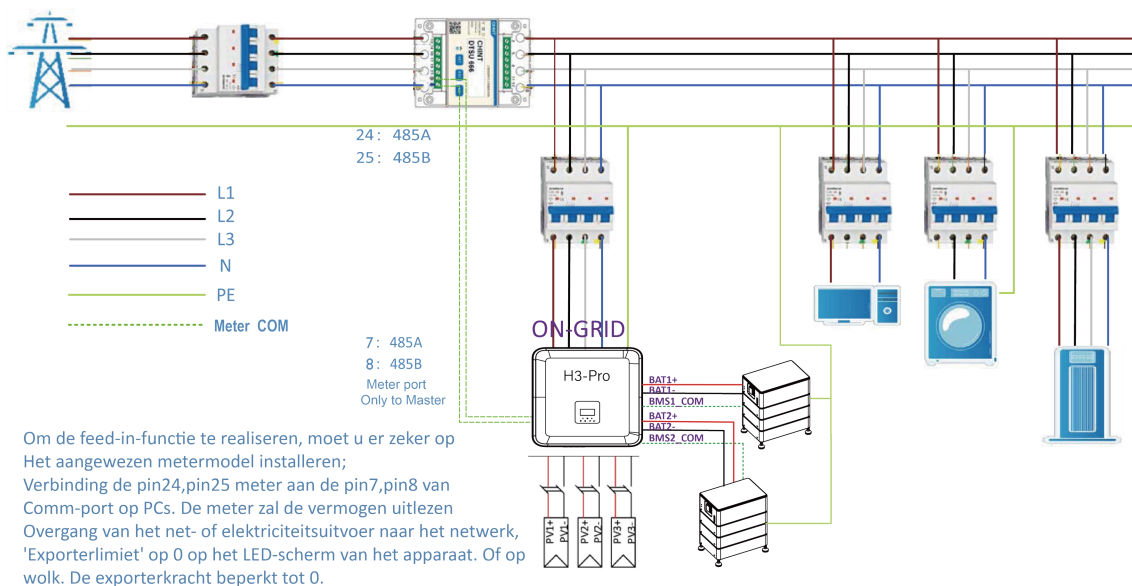 CHINT
DTSU 666
24: 485A
25: 485B
L1
L2
L3
N
PE
Meter COM
ON-GRID
7: 485A
8: 485B
Meter port
Only to Master
H3-Pro
BAT1+
BAT1-
BMS1_COM
BAT2+
BAT2-
BMS2_COM
PV1+
PV1-
PV2+
PV2-
PV3+
PV3-
Om de feed-in-functie te realiseren, moet u er zeker op
Het aangewezen metermodel installeren;
Verbinding de pin24,pin25 meter aan de pin7,pin8 van
Comm-port op PCs. De meter zal de vermogen uitlezen
Overgang van het net- of elektriciteitsuitvoer naar het netwerk,
'Exporterlimiet' op 0 op het LED-scherm van het apparaat. Of op
wolk. De exporterkracht beperkt tot 0.